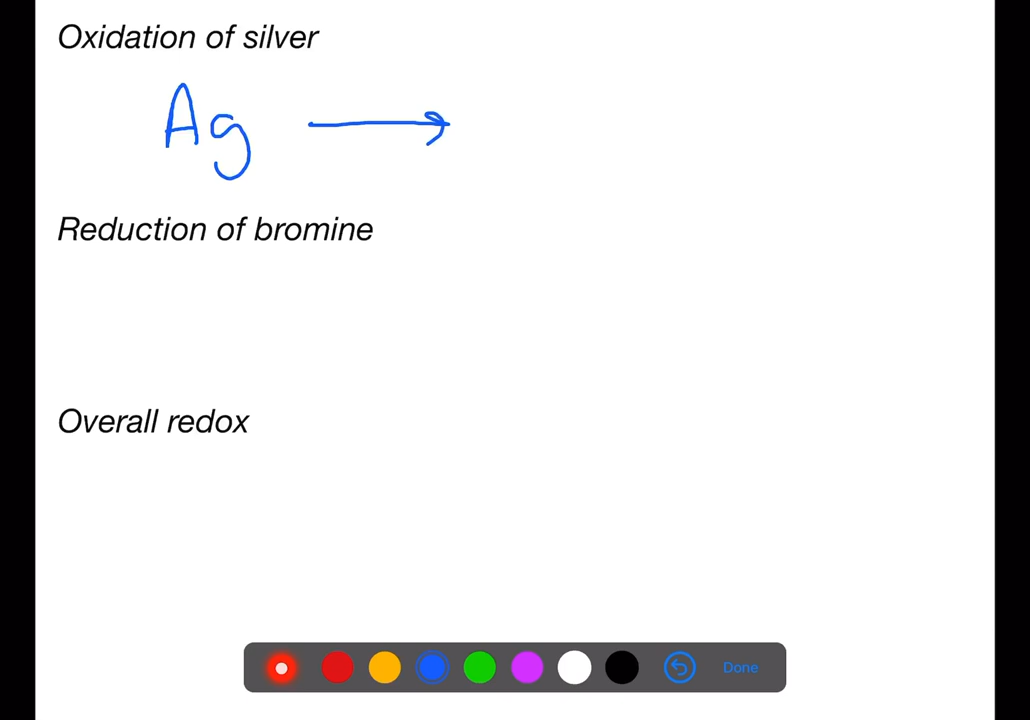 Oxidation of silver
Ag →
Reduction of bromine
Overall redox
Done